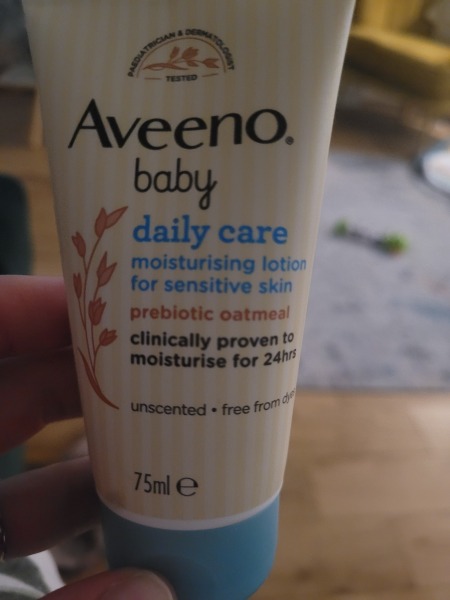 PAEDIATRICIAN & DERMATOLOGIST
TESTED
Aveeno®
baby
daily care
moisturising lotion
for sensitive skin
prebiotic oatmeal
clinically proven to
moisturise for 24hrs
unscented • free from
75ml ℮